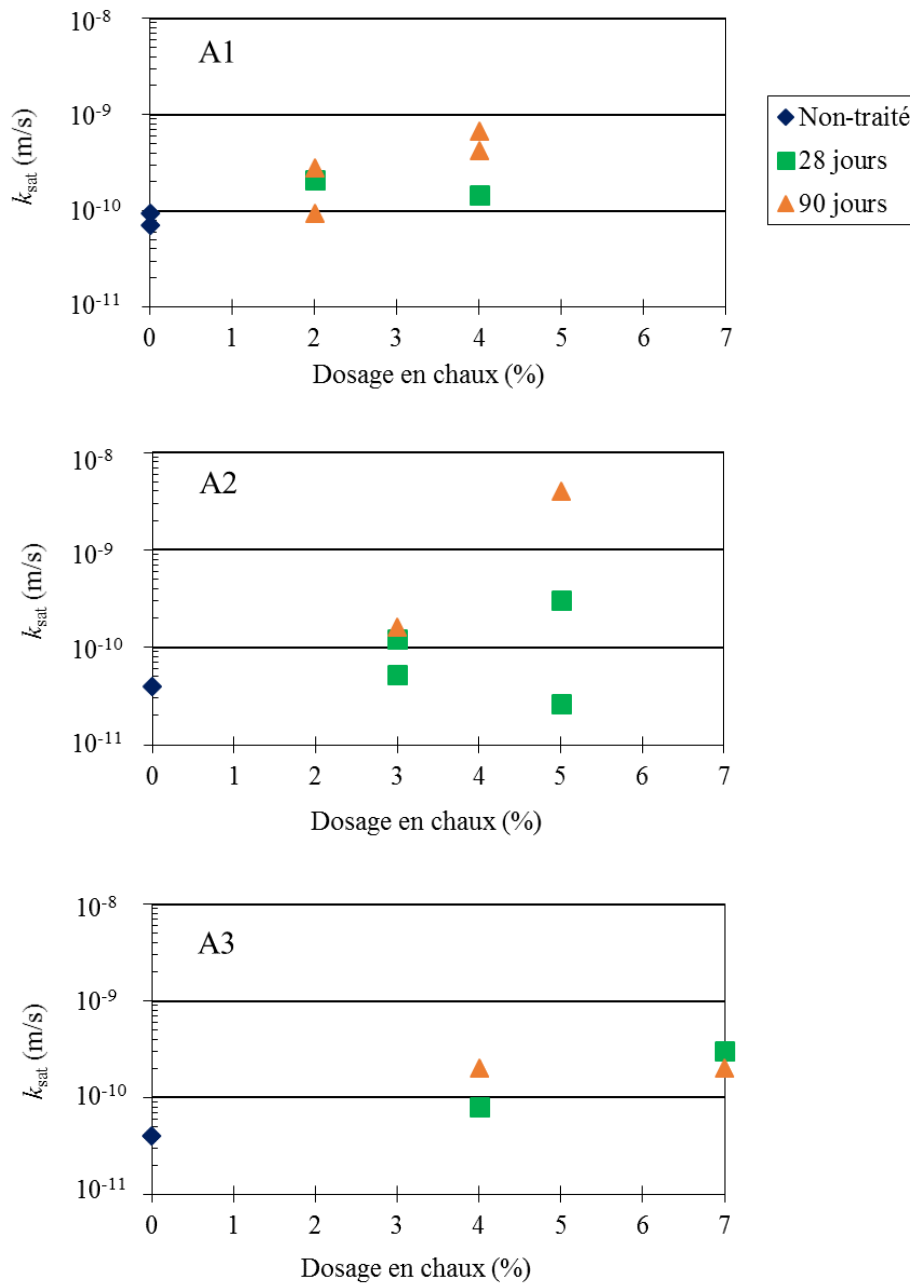 A1
10⁻⁸
10⁻⁹
10⁻¹⁰
10⁻¹¹
k_sat (m/s)
0 1 2 3 4 5 6 7
Dosage en chaux (%)
Non-traité
28 jours
90 jours
A2
10⁻⁸
10⁻⁹
10⁻¹⁰
10⁻¹¹
k_sat (m/s)
0 1 2 3 4 5 6 7
Dosage en chaux (%)
A3
10⁻⁸
10⁻⁹
10⁻¹⁰
10⁻¹¹
k_sat (m/s)
0 1 2 3 4 5 6 7
Dosage en chaux (%)